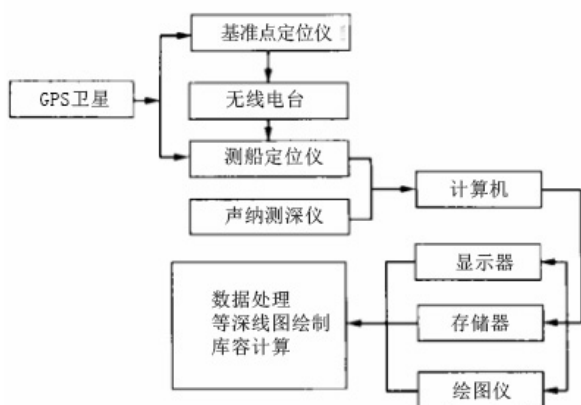 基准点定位仪
GPS卫星
无线电台
测船定位仪
计算机
声纳测深仪
显示器
数据处理
等深线图绘制
库容计算
存储器
绘图仪